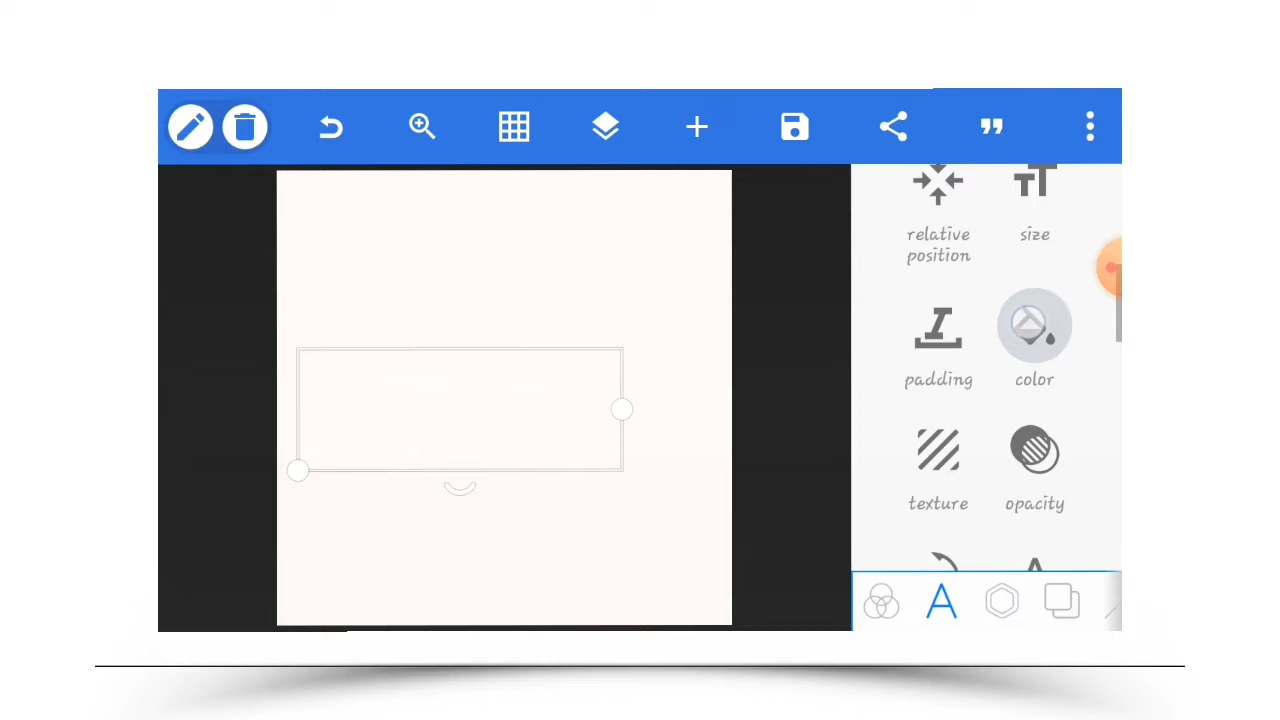 relative
position
size
padding
color
texture
opacity